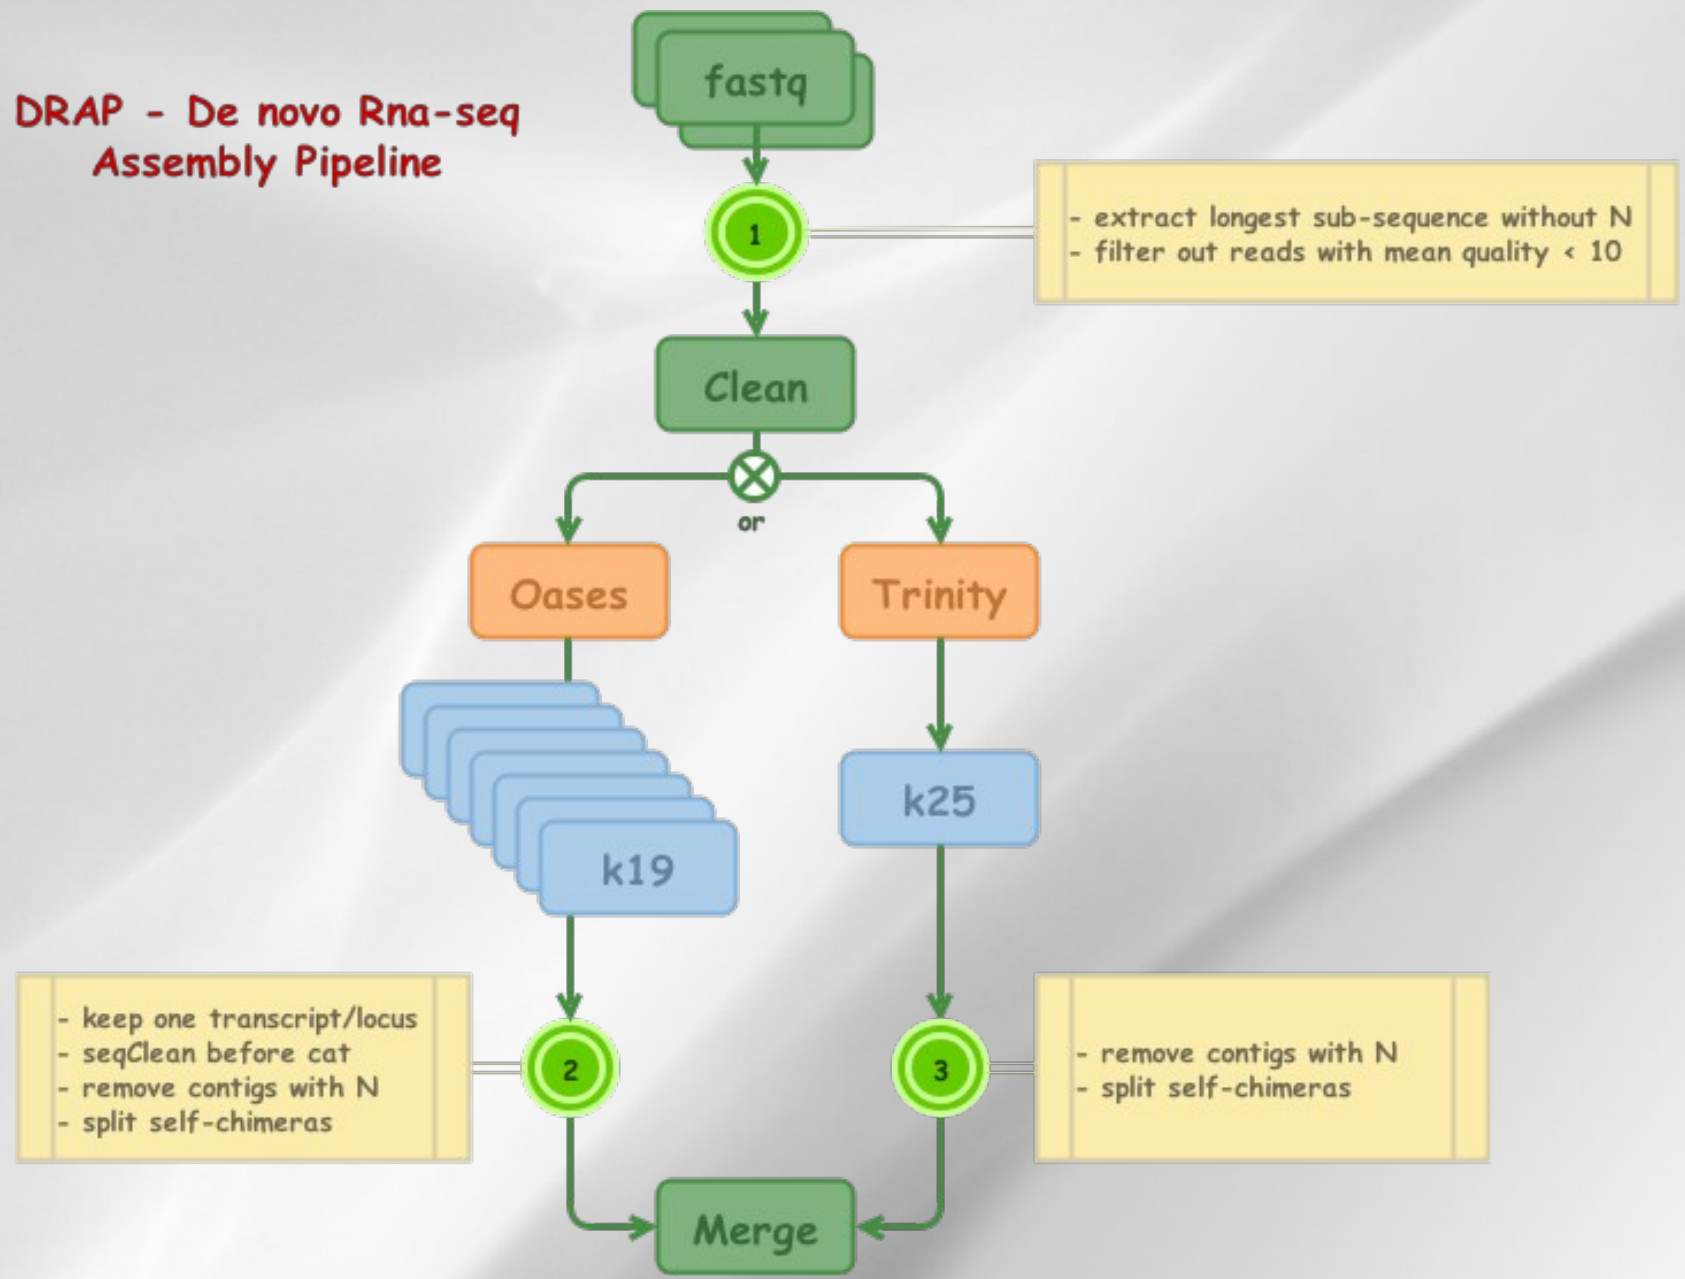 DRAP - De novo Rna-seq
Assembly Pipeline
fastq
1
- extract longest sub-sequence without N
- filter out reads with mean quality < 10
Clean
or
Oases
Trinity
k25
k19
- keep one transcript/locus
- seqClean before cat
- remove contigs with N
- split self-chimeras
2
3
- remove contigs with N
- split self-chimeras
Merge